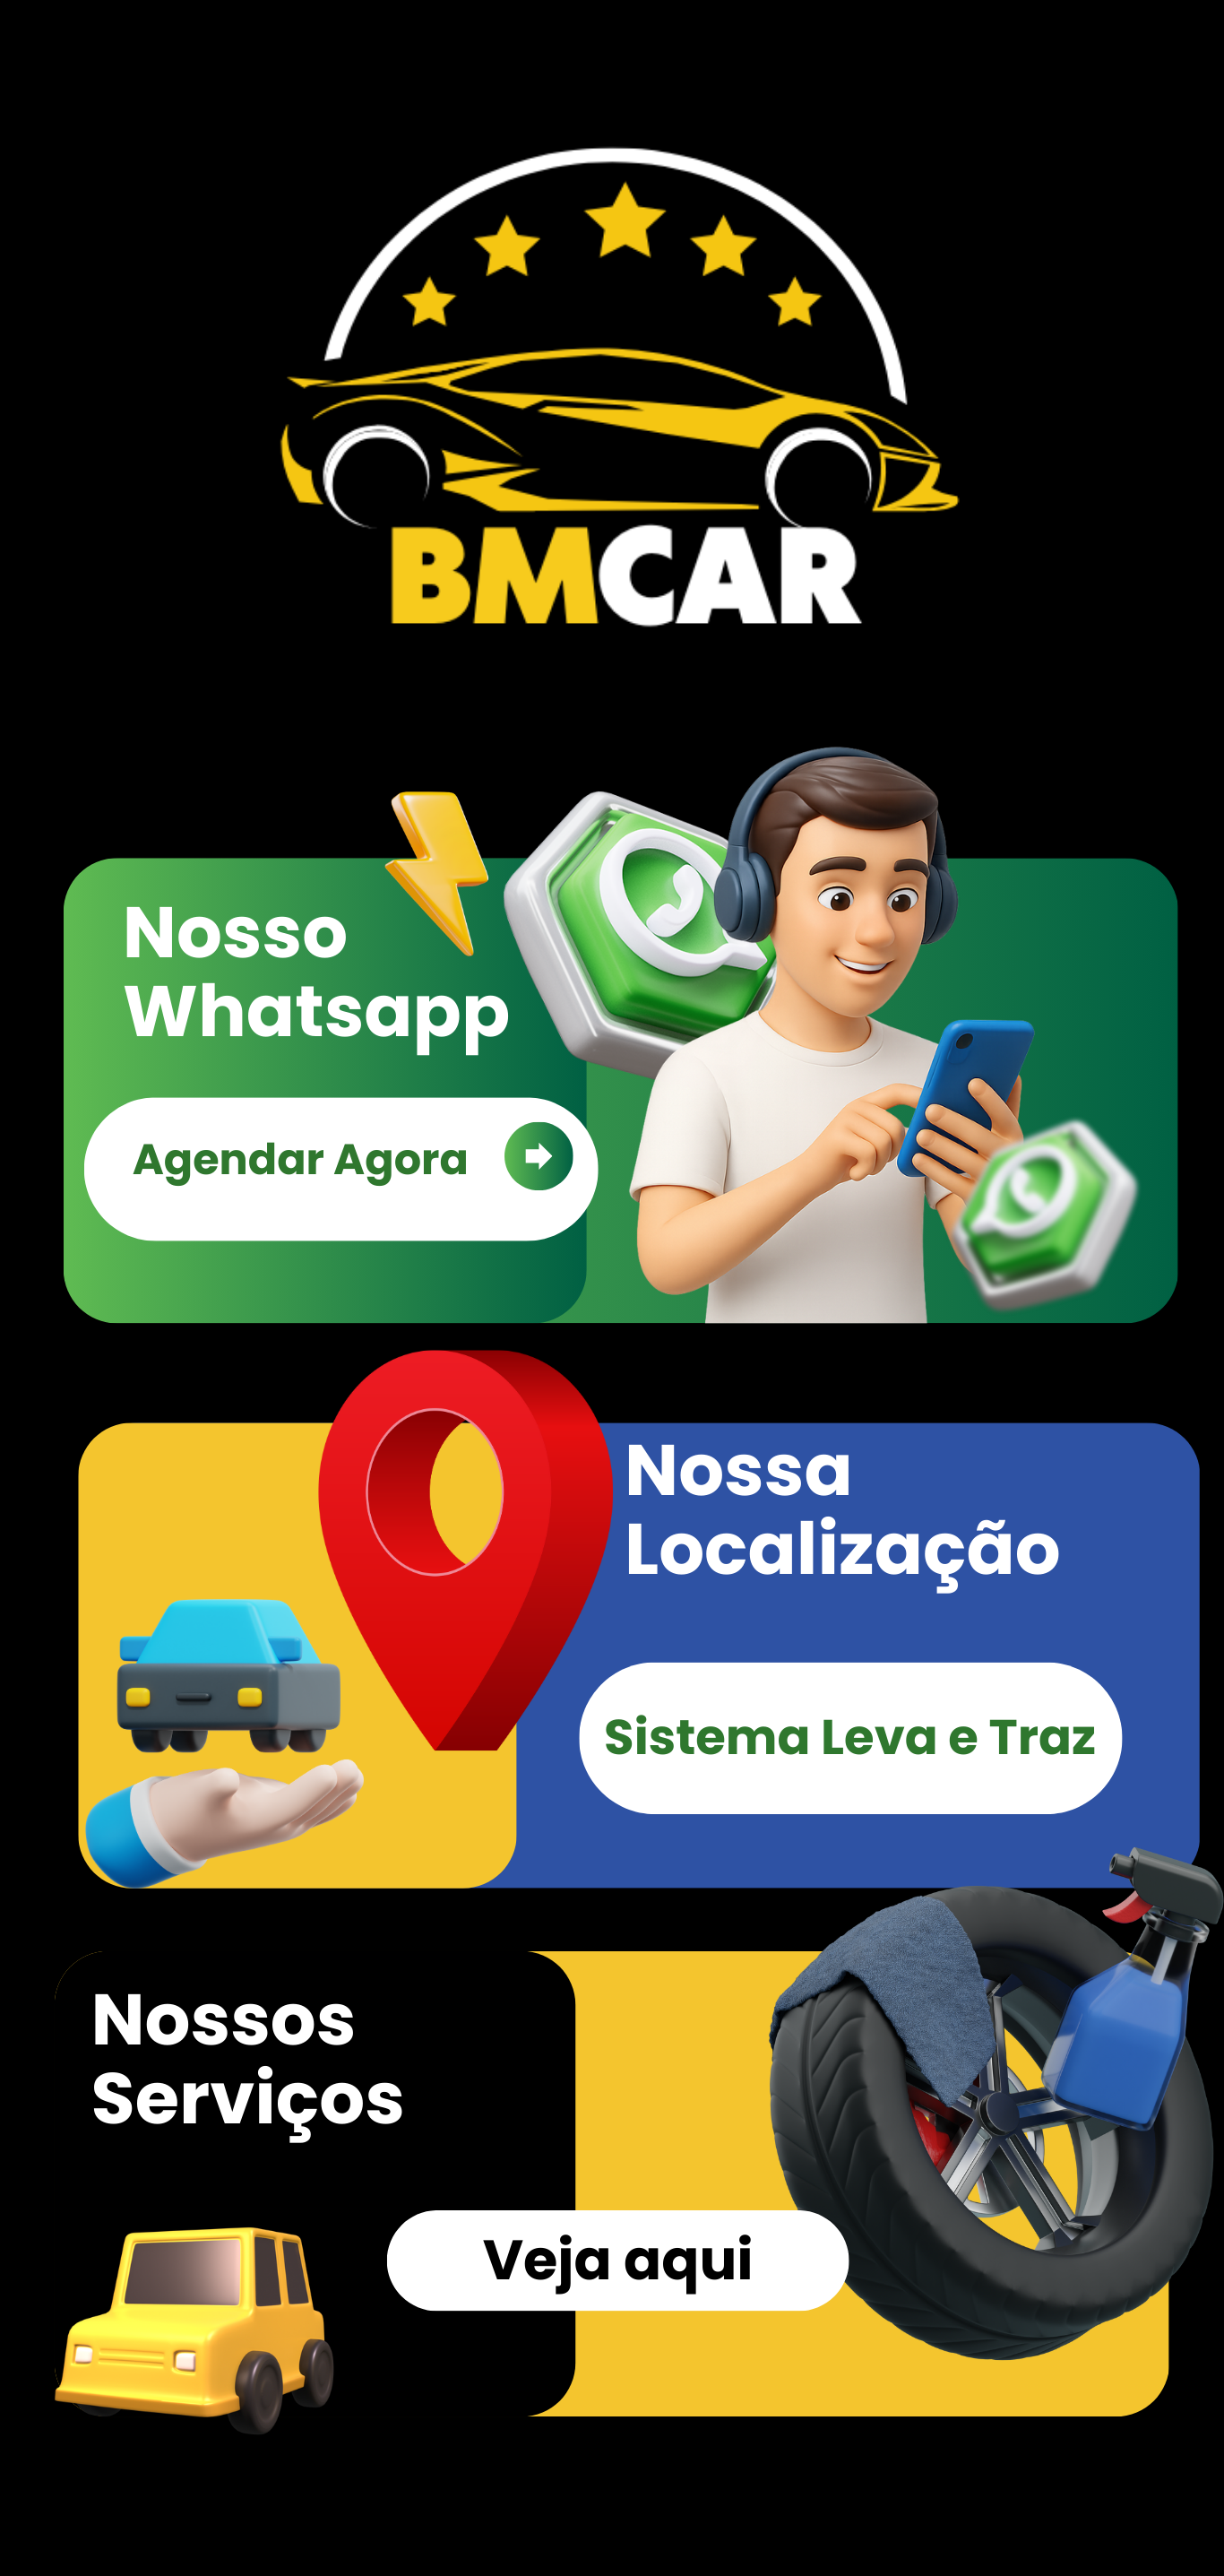 BMCAR
Nosso
Whatsapp
Agendar Agora
Nossa
Localização
Sistema Leva e Traz
Nossos
Serviços
Veja aqui